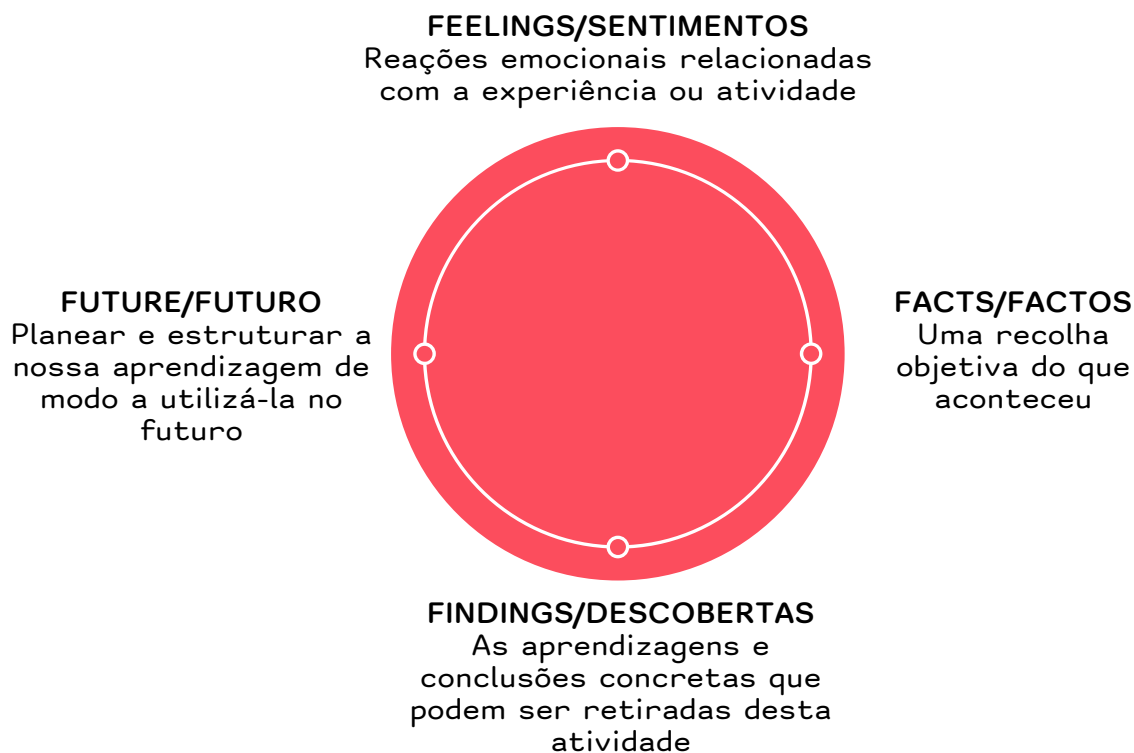 FEELINGS/SENTIMENTOS
Reações emocionais relacionadas
com a experiência ou atividade
FUTURE/FUTURO
Planear e estruturar a
nossa aprendizagem de
modo a utilizá-la no
futuro
FACTS/FACTOS
Uma recolha
objetiva do que
aconteceu
FINDINGS/DESCOBERTAS
As aprendizagens e
conclusões concretas que
podem ser retiradas desta
atividade